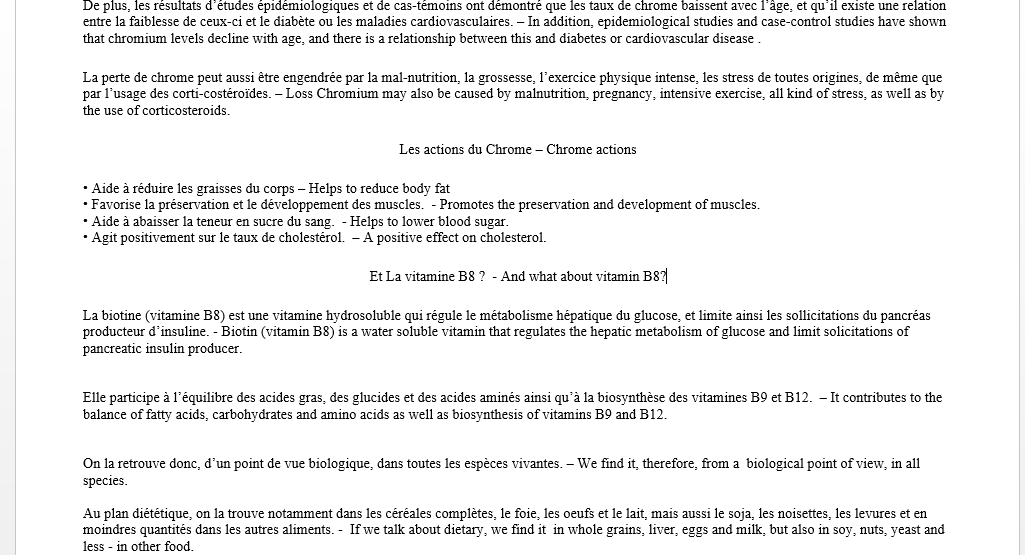 De plus, les résultats d’études épidémiologiques et de cas-témoins ont démontré que les taux de chrome baissent avec l’âge, et qu’il existe une relation
entre la faiblesse de ceux-ci et le diabète ou les maladies cardiovasculaires. – In addition, epidemiological studies and case-control studies have shown
that chromium levels decline with age, and there is a relationship between this and diabetes or cardiovascular disease .
La perte de chrome peut aussi être engendrée par la mal-nutrition, la grossesse, l’exercice physique intense, les stress de toutes origines, de même que
par l’usage des corti-costéroïdes. – Loss Chromium may also be caused by malnutrition, pregnancy, intensive exercise, all kind of stress, as well as by
the use of corticosteroids.
Les actions du Chrome – Chrome actions
• Aide à réduire les graisses du corps – Helps to reduce body fat
• Favorise la préservation et le développement des muscles.  - Promotes the preservation and development of muscles.
• Aide à abaisser la teneur en sucre du sang.  - Helps to lower blood sugar.
• Agit positivement sur le taux de cholestérol.  – A positive effect on cholesterol.
Et La vitamine B8 ?  - And what about vitamin B8?
La biotine (vitamine B8) est une vitamine hydrosoluble qui régule le métabolisme hépatique du glucose, et limite ainsi les sollicitations du pancréas
producteur d’insuline. - Biotin (vitamin B8) is a water soluble vitamin that regulates the hepatic metabolism of glucose and limit solicitations of
pancreatic insulin producer.
Elle participe à l’équilibre des acides gras, des glucides et des acides aminés ainsi qu’à la biosynthèse des vitamines B9 et B12.  – It contributes to the
balance of fatty acids, carbohydrates and amino acids as well as biosynthesis of vitamins B9 and B12.
On la retrouve donc, d’un point de vue biologique, dans toutes les espèces vivantes. – We find it, therefore, from a  biological point of view, in all
species.
Au plan diététique, on la trouve notamment dans les céréales complètes, le foie, les oeufs et le lait, mais aussi le soja, les noisettes, les levures et en
moindres quantités dans les autres aliments. -  If we talk about dietary, we find it  in whole grains, liver, eggs and milk, but also in soy, nuts, yeast and
less - in other food.